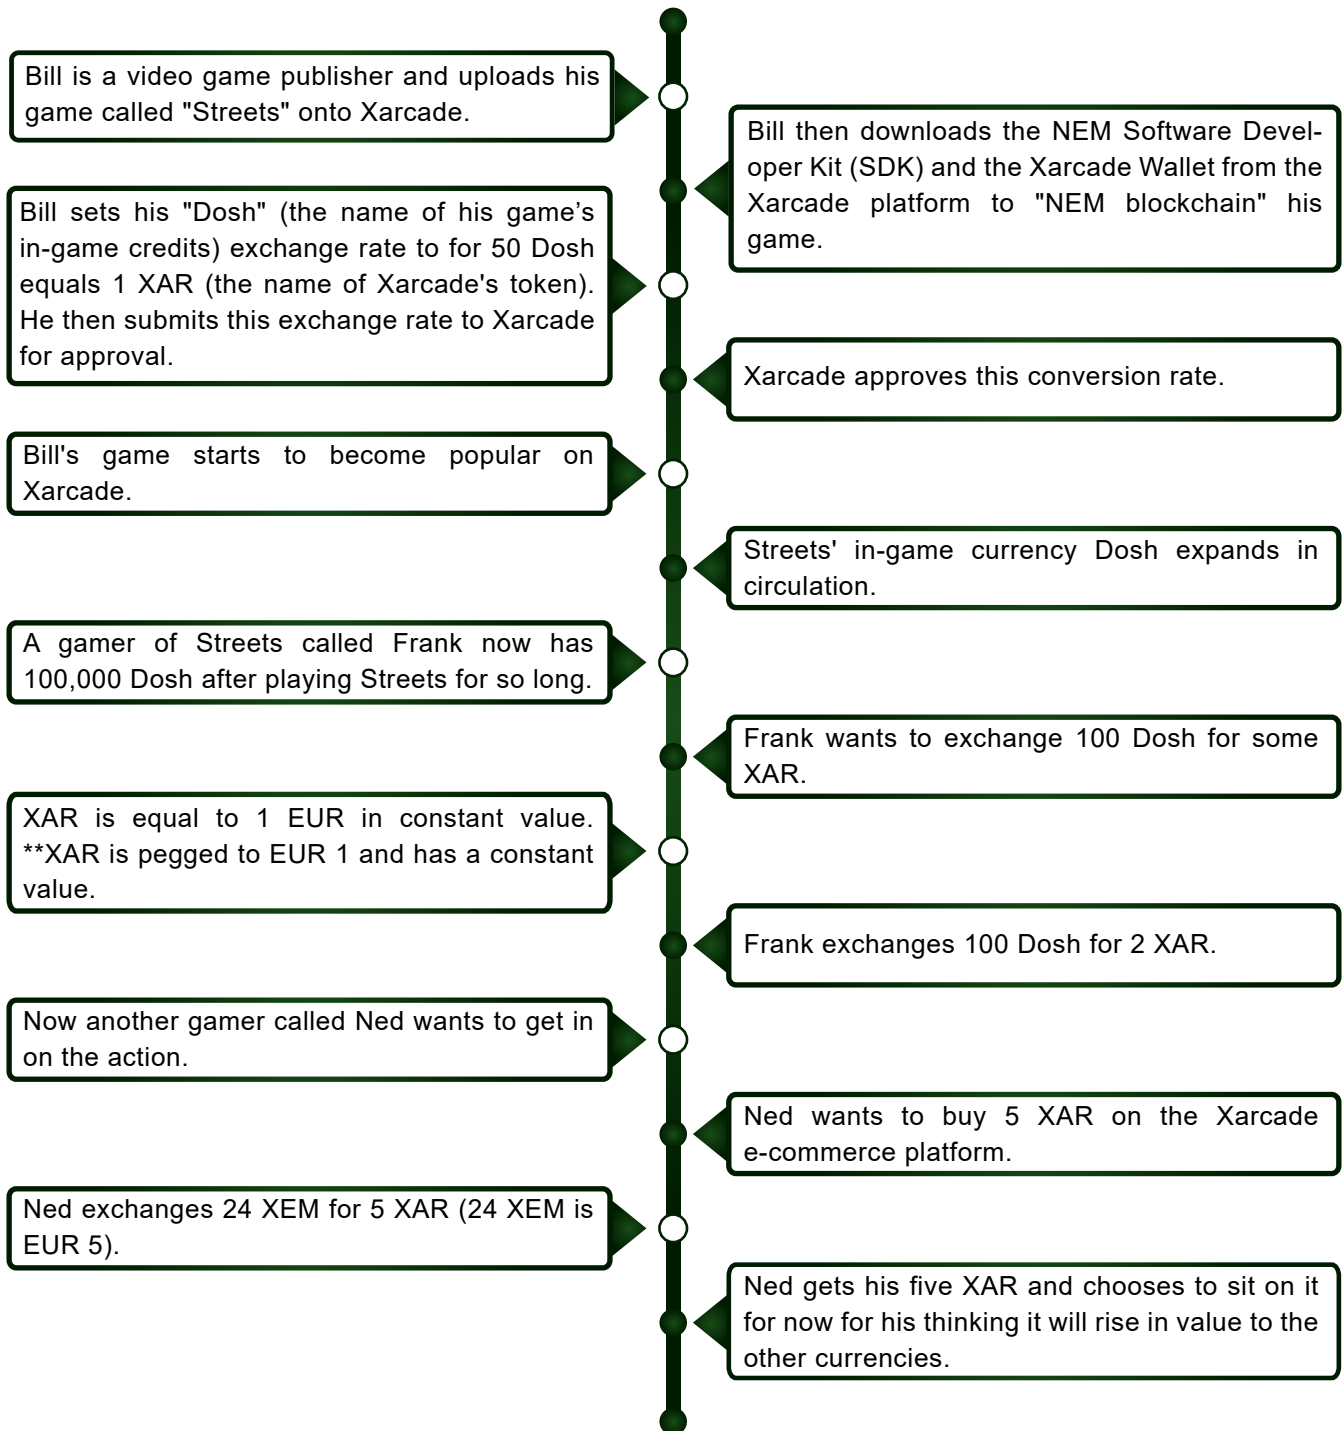 Bill is a video game publisher and uploads his
game called "Streets" onto Xarcade.
Bill then downloads the NEM Software Devel-
oper Kit (SDK) and the Xarcade Wallet from the
Xarcade platform to "NEM blockchain" his
game.
Bill sets his "Dosh" (the name of his game’s
in-game credits) exchange rate to for 50 Dosh
equals 1 XAR (the name of Xarcade's token).
He then submits this exchange rate to Xarcade
for approval.
Xarcade approves this conversion rate.
Bill's game starts to become popular on
Xarcade.
Streets' in-game currency Dosh expands in
circulation.
A gamer of Streets called Frank now has
100,000 Dosh after playing Streets for so long.
Frank wants to exchange 100 Dosh for some
XAR.
XAR is equal to 1 EUR in constant value.
**XAR is pegged to EUR 1 and has a constant
value.
Frank exchanges 100 Dosh for 2 XAR.
Now another gamer called Ned wants to get in
on the action.
Ned wants to buy 5 XAR on the Xarcade
e-commerce platform.
Ned exchanges 24 XEM for 5 XAR (24 XEM is
EUR 5).
Ned gets his five XAR and chooses to sit on it
for now for his thinking it will rise in value to the
other currencies.